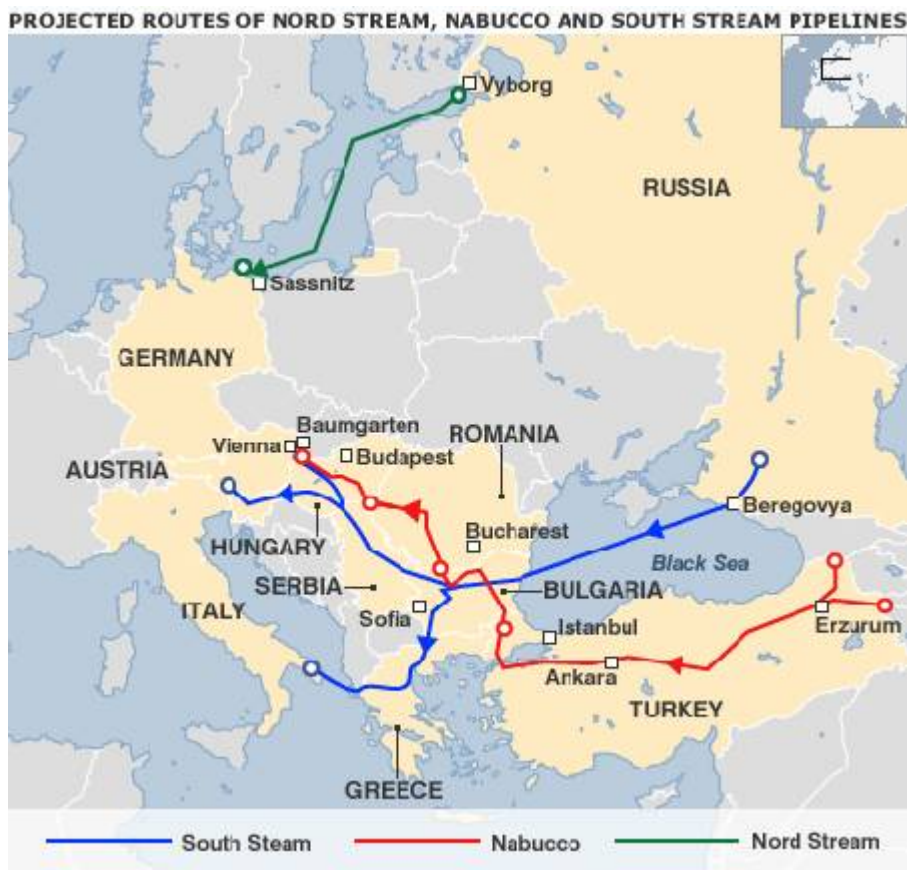 PROJECTED ROUTES OF NORD STREAM, NABUCCO AND SOUTH STREAM PIPELINES
Vyborg
RUSSIA
Sassnitz
GERMANY
Baumgarten
Vienna
ROMANIA
Budapest
AUSTRIA
Beregovya
Bucharest
HUNGARY
Black Sea
SERBIA
BULGARIA
ITALY
Sofia
Istanbul
Erzurum
Ankara
TURKEY
GREECE
South Steam
Nabucco
Nord Stream